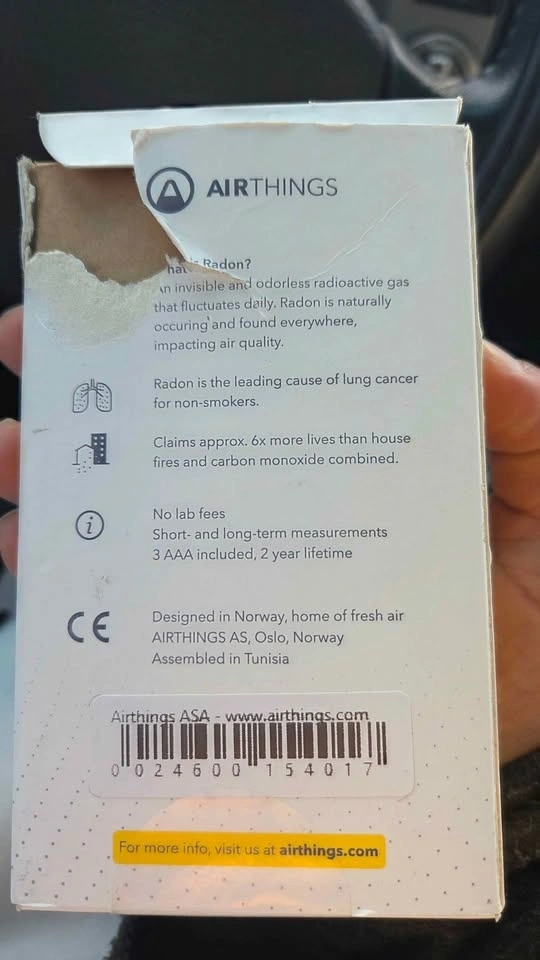 AIRTHINGS
hat is Radon?
An invisible and odorless radioactive gas
that fluctuates daily. Radon is naturally
occuring and found everywhere,
impacting air quality.
Radon is the leading cause of lung cancer
for non-smokers.
Claims approx. 6x more lives than house
fires and carbon monoxide combined.
No lab fees
Short- and long-term measurements
3 AAA included, 2 year lifetime
CE
Designed in Norway, home of fresh air
AIRTHINGS AS, Oslo, Norway
Assembled in Tunisia
Airthings ASA - www.airthings.com
0 024600 154017
For more info, visit us at airthings.com